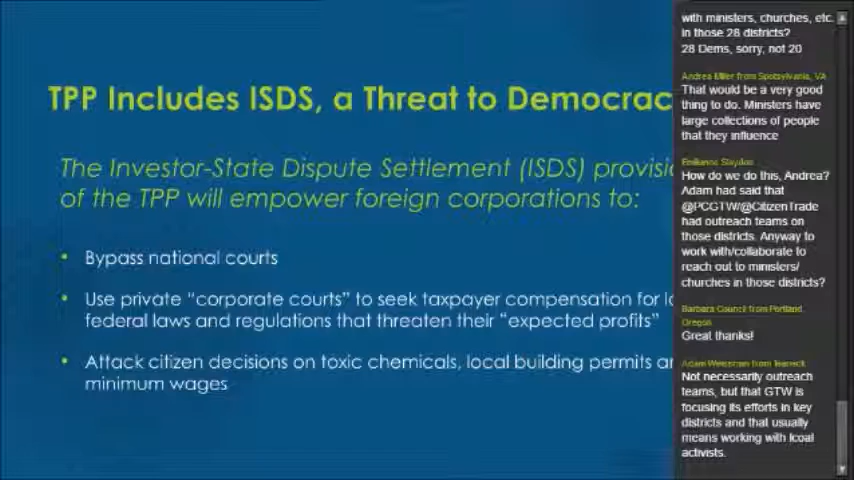 TPP Includes ISDS, a Threat to Democrac
The Investor-State Dispute Settlement (ISDS) provisi
of the TPP will empower foreign corporations to:
• Bypass national courts
• Use private “corporate courts” to seek taxpayer compensation for lo
federal laws and regulations that threaten their “expected profits”
• Attack citizen decisions on toxic chemicals, local building permits an
minimum wages
with ministers, churches, etc.
in those 28 districts?
28 Dems, sorry, not 20
Andrea Miller from Spotsylvania, VA
That would be a very good
thing to do. Ministers have
large collections of people
that they influence
How do we do this, Andrea?
Adam had said that
@PCGTW/@CitizenTrade
had outreach teams on
those districts. Anyway to
work with/collaborate to
reach out to ministers/
churches in those districts?
Barbara Council from Portland,
Oregon
Great thanks!
Adam Weissman from Teaneck
Not necessarily outreach
teams, but that GTW is
focusing its efforts in key
districts and that usually
means working with lcoal
activists.